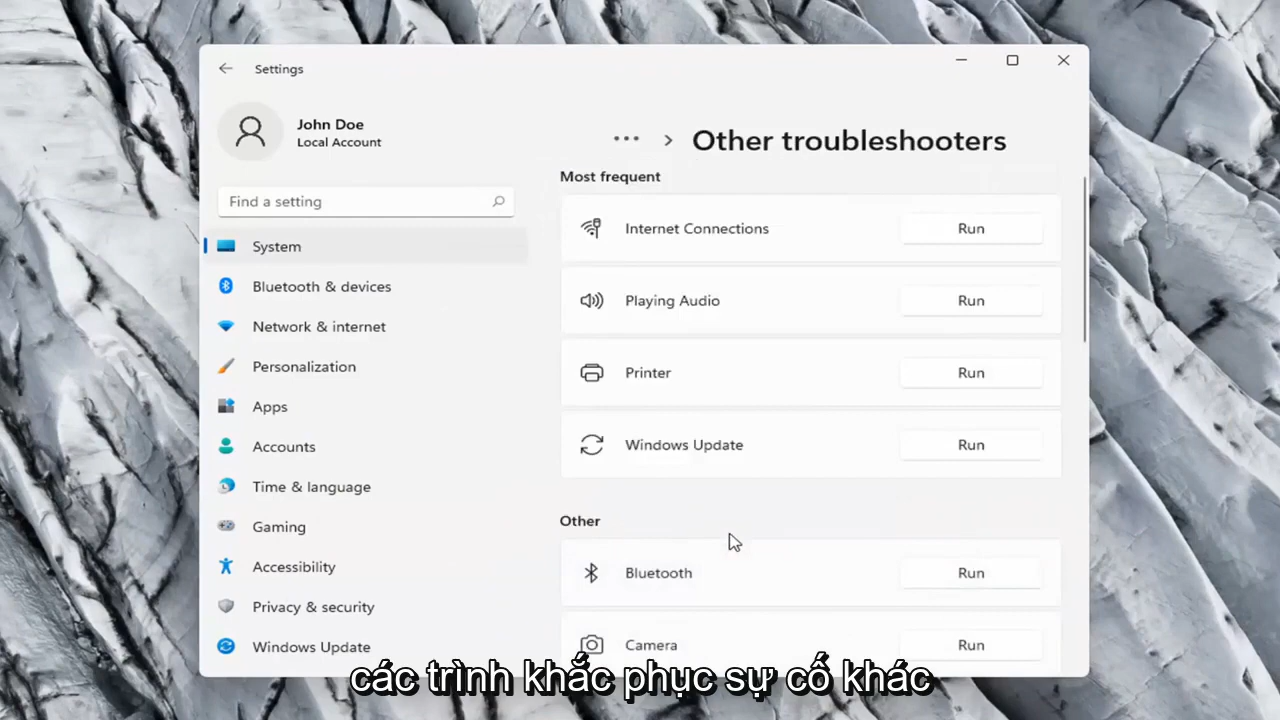 Settings
John Doe
Local Account
Find a setting
System
Bluetooth & devices
Network & internet
Personalization
Apps
Accounts
Time & language
Gaming
Accessibility
Privacy & security
Windows Update
... > Other troubleshooters
Most frequent
Internet Connections Run
Playing Audio Run
Printer Run
Windows Update Run
Other
Bluetooth Run
Camera Run
các trình khắc phục sự cố khác